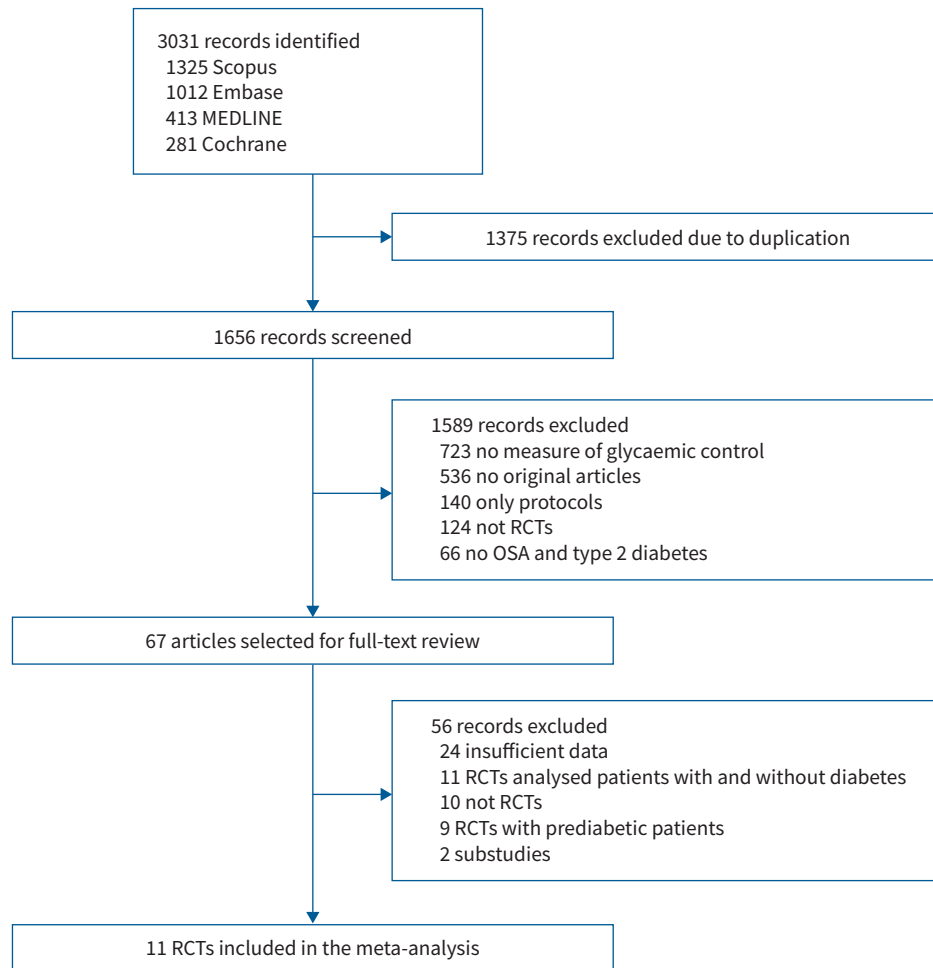 3031 records identified
1325 Scopus
1012 Embase
413 MEDLINE
281 Cochrane
1375 records excluded due to duplication
1656 records screened
1589 records excluded
723 no measure of glycaemic control
536 no original articles
140 only protocols
124 not RCTs
66 no OSA and type 2 diabetes
67 articles selected for full-text review
56 records excluded
24 insufficient data
11 RCTs analysed patients with and without diabetes
10 not RCTs
9 RCTs with prediabetic patients
2 substudies
11 RCTs included in the meta-analysis